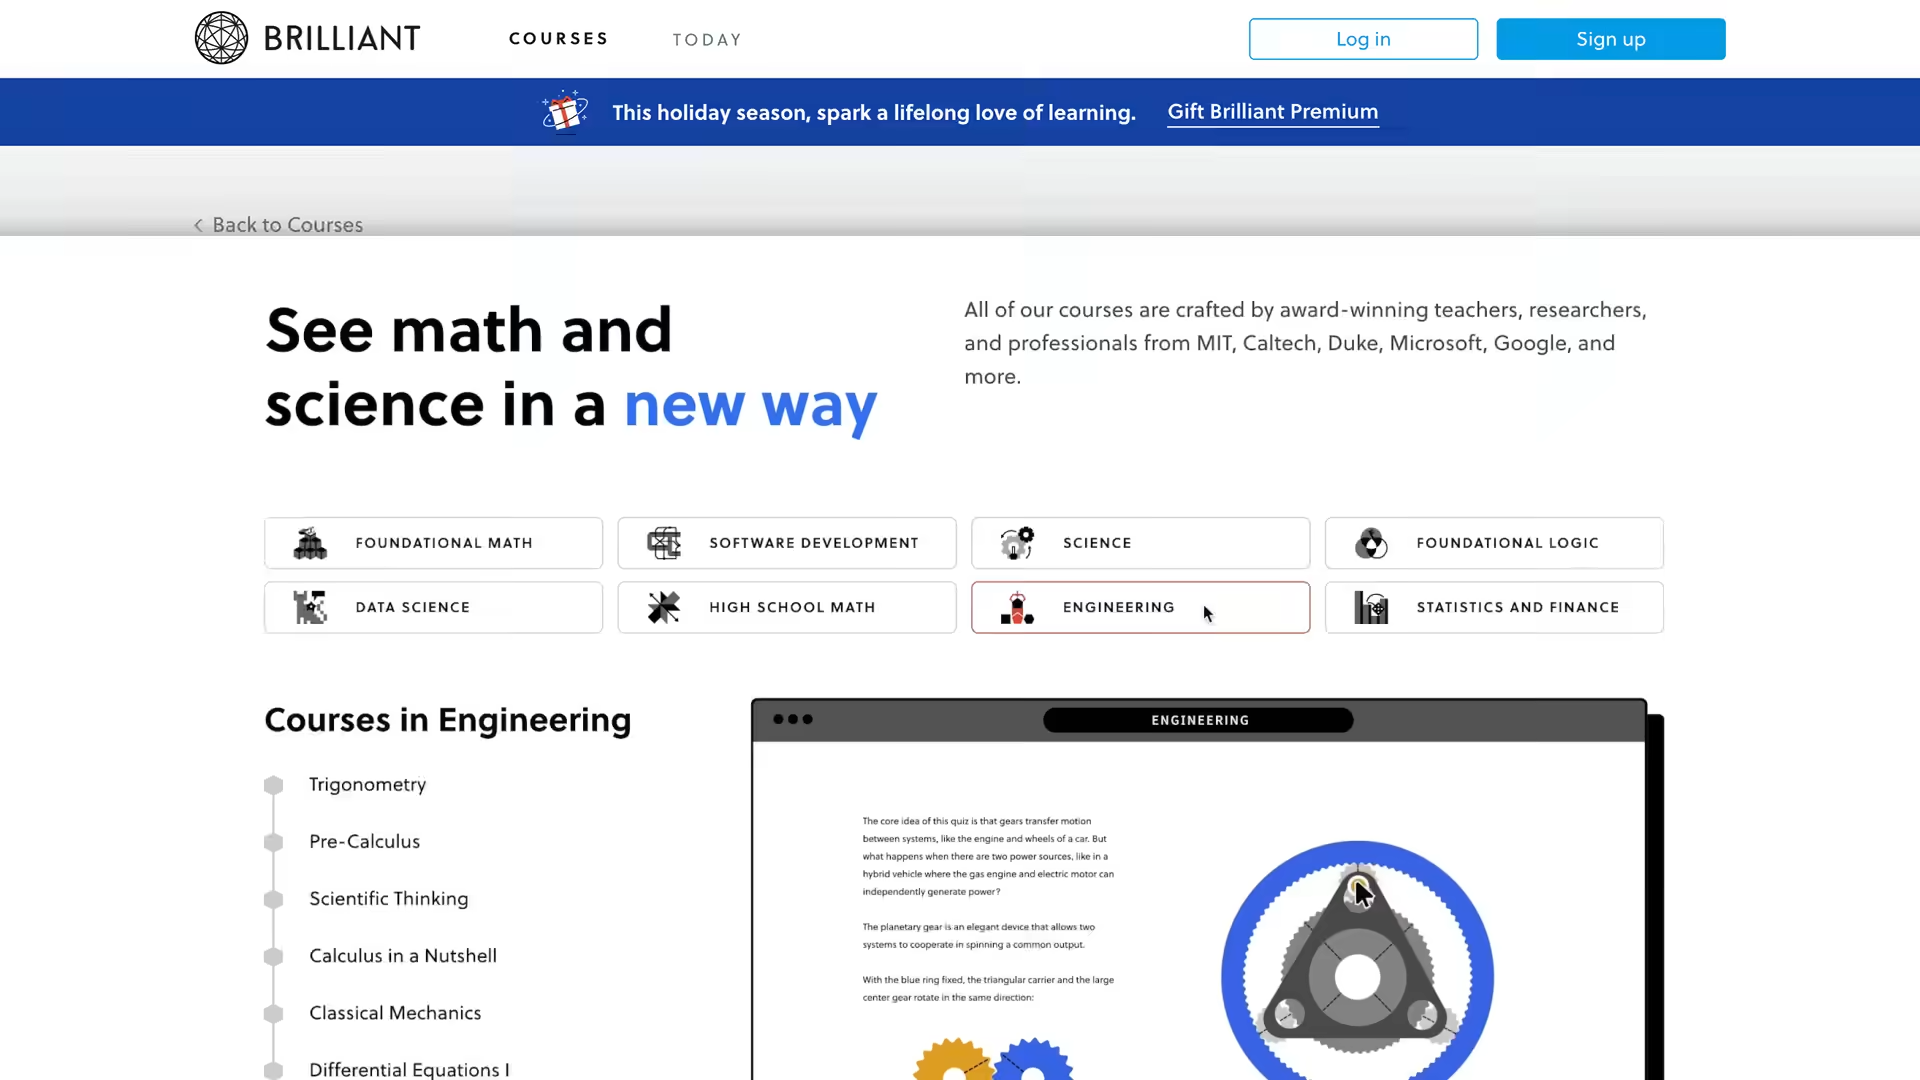 BRILLIANT
COURSES
TODAY
Log in
Sign up
This holiday season, spark a lifelong love of learning.
Gift Brilliant Premium
< Back to Courses
See math and
science in a new way
All of our courses are crafted by award-winning teachers, researchers,
and professionals from MIT, Caltech, Duke, Microsoft, Google, and
more.
FOUNDATIONAL MATH
SOFTWARE DEVELOPMENT
SCIENCE
FOUNDATIONAL LOGIC
DATA SCIENCE
HIGH SCHOOL MATH
ENGINEERING
STATISTICS AND FINANCE
Courses in Engineering
Trigonometry
Pre-Calculus
Scientific Thinking
Calculus in a Nutshell
Classical Mechanics
Differential Equations I
ENGINEERING
The core idea of this quiz is that gears transfer motion
between systems, like the engine and wheels of a car. But
what happens when there are two power sources, like in a
hybrid vehicle where the gas engine and electric motor can
independently generate power?
The planetary gear is an elegant device that allows two
systems to cooperate in spinning a common output.
With the blue ring fixed, the triangular carrier and the large
center gear rotate in the same direction: